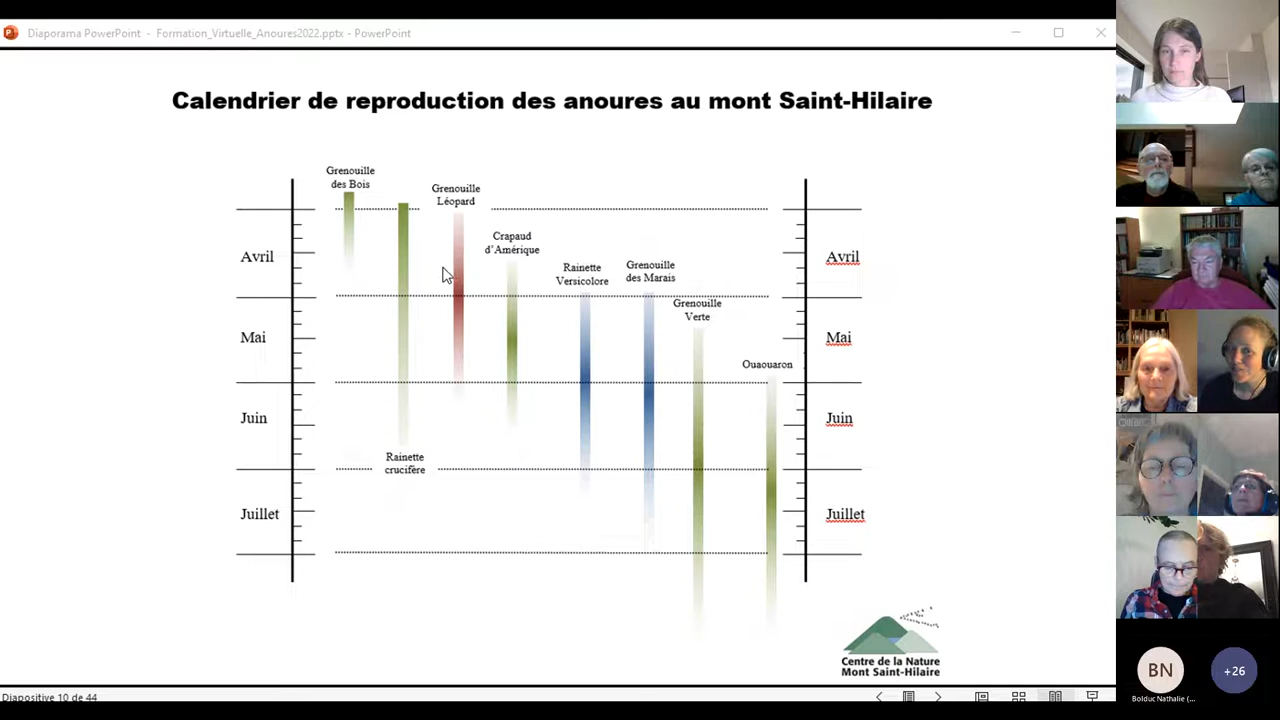 Diaporama PowerPoint - Formation_Virtuelle_Anoures2022.pptx - PowerPoint
Calendrier de reproduction des anoures au mont Saint-Hilaire
Grenouille
des Bois
Grenouille
Léopard
Crapaud
d'Amérique
Rainette
Versicolore
Grenouille
des Marais
Grenouille
Verte
Ouaouaron
Rainette
crucifère
Avril
Mai
Juin
Juillet
Avril
Mai
Juin
Juillet
Centre de la Nature
Mont Saint-Hilaire
Diapositive 10 de 44
BN
+26
Bolduc Nathalie (...